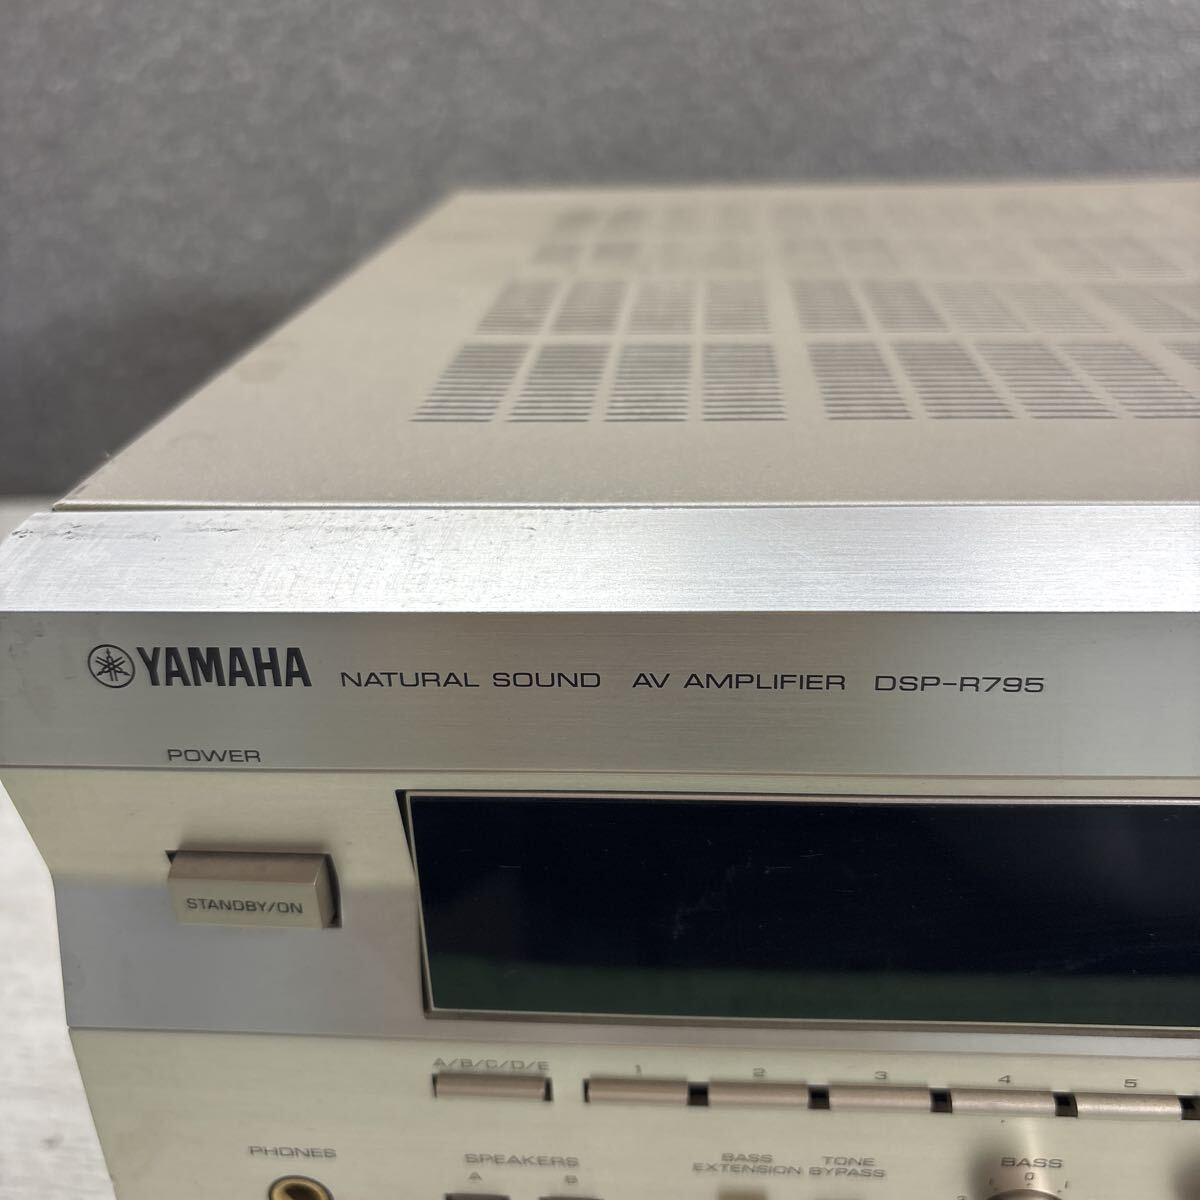 YAMAHA NATURAL SOUND AV AMPLIFIER DSP-R795
POWER
STANDBY/ON
A/B/C/D/E 1 2 3 4 5
PHONES
SPEAKERS
A B
BASS EXTENSION
TONE BYPASS
BASS
0